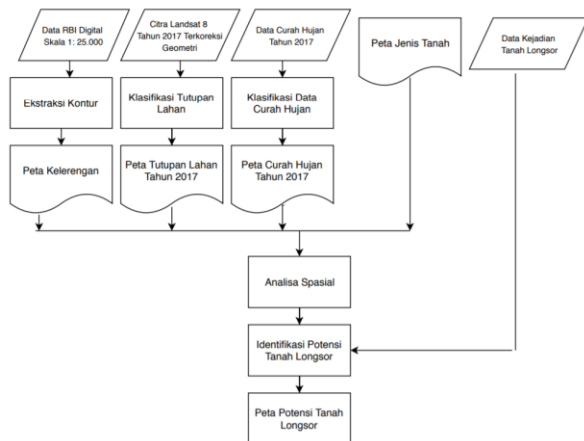 Data RBI Digital
Skala 1: 25.000
Citra Landsat 8
Tahun 2017 Terkoreksi
Geometri
Data Curah Hujan
Tahun 2017
Peta Jenis Tanah
Data Kejadian
Tanah Longsor
Ekstraksi Kontur
Klasifikasi Tutupan
Lahan
Klasifikasi Data
Curah Hujan
Peta Kelerengan
Peta Tutupan Lahan
Tahun 2017
Peta Curah Hujan
Tahun 2017
Analisa Spasial
Identifikasi Potensi
Tanah Longsor
Peta Potensi Tanah
Longsor